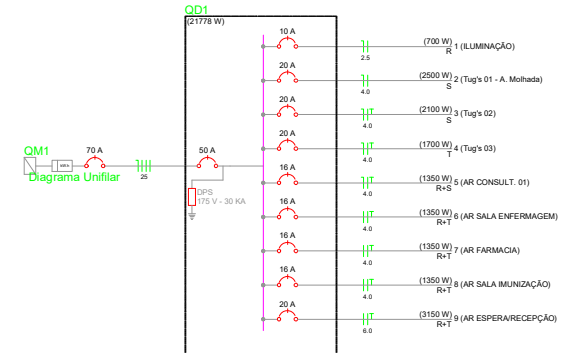 QD1
(21778 W)
QM1
70 A
25
Diagrama Unifilar
50 A
DPS
175 V - 30 KA
10 A
2.5
(700 W)
R
1 (ILUMINAÇÃO)
20 A
4.0
(2500 W)
S
2 (Tug's 01 - A. Molhada)
20 A
4.0
(2100 W)
S
3 (Tug's 02)
20 A
4.0
(1700 W)
T
4 (Tug's 03)
16 A
4.0
(1350 W)
R+S
5 (AR CONSULT. 01)
16 A
4.0
(1350 W)
R+T
6 (AR SALA ENFERMAGEM)
16 A
4.0
(1350 W)
R+T
7 (AR FARMACIA)
16 A
4.0
(1350 W)
R+T
8 (AR SALA IMUNIZAÇÃO)
20 A
6.0
(3150 W)
R+T
9 (AR ESPERA/RECEPÇÃO)